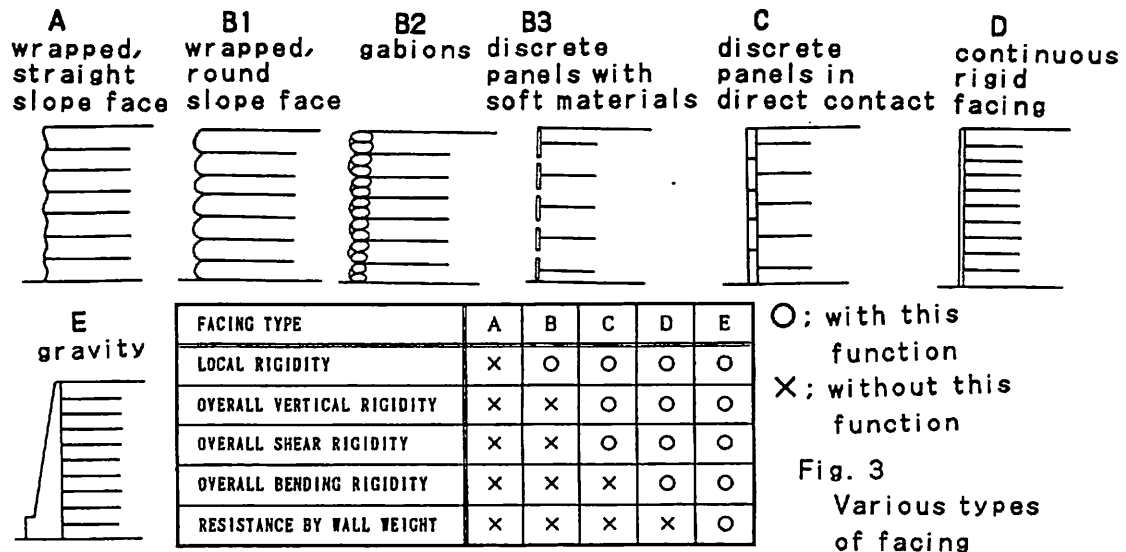 A
wrapped,
straight
slope face
B1
wrapped,
round
slope face
B2
gabions
B3
discrete
panels with
soft materials
C
discrete
panels in
direct contact
D
continuous
rigid
facing
E
gravity
FACING TYPE A B C D E
LOCAL RIGIDITY × ○ ○ ○ ○
OVERALL VERTICAL RIGIDITY × × ○ ○ ○
OVERALL SHEAR RIGIDITY × × ○ ○ ○
OVERALL BENDING RIGIDITY × × × ○ ○
RESISTANCE BY WALL WEIGHT × × × × ○
○; with this
function
×; without this
function
Fig. 3
Various types
of facing